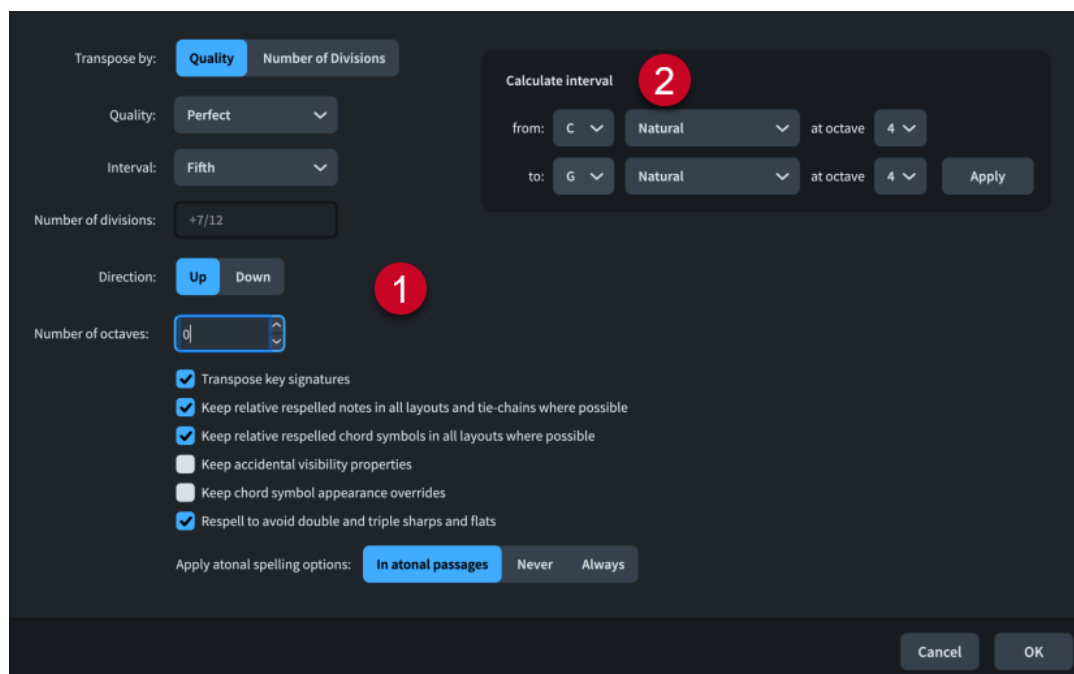 Transpose by: Quality Number of Divisions
Quality: Perfect
Interval: Fifth
Number of divisions: +7/12
Direction: Up Down
1
Number of octaves: 0
Transpose key signatures
Keep relative respelled notes in all layouts and tie-chains where possible
Keep relative respelled chord symbols in all layouts where possible
Keep accidental visibility properties
Keep chord symbol appearance overrides
Respell to avoid double and triple sharps and flats
Apply atonal spelling options: In atonal passages Never Always
Calculate interval 2
from: C Natural at octave 4
to: G Natural at octave 4 Apply
Cancel OK